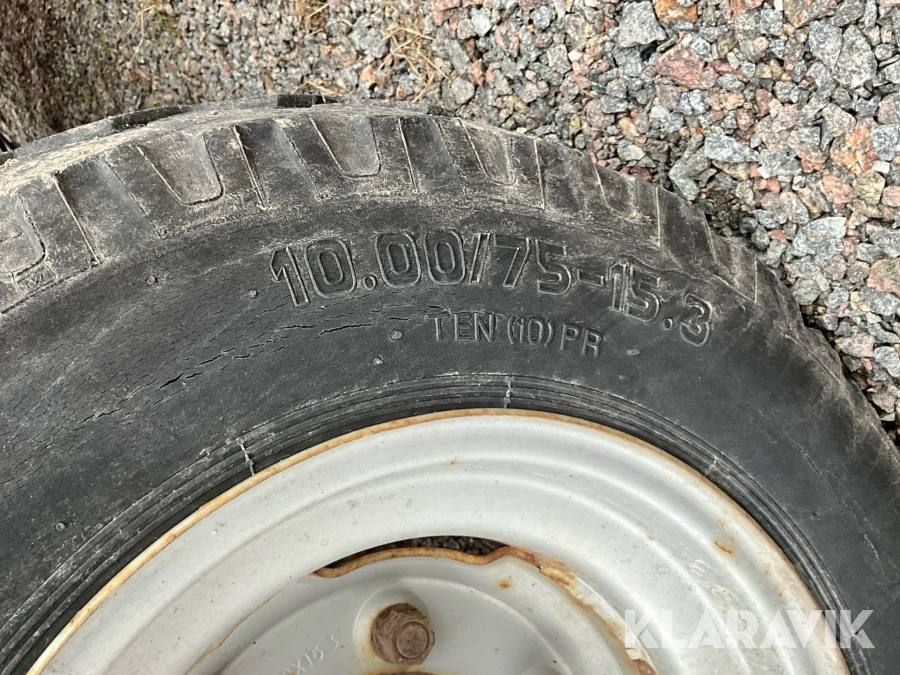 10.00/75-15.3
TEN (10) PR
KLARAVIK